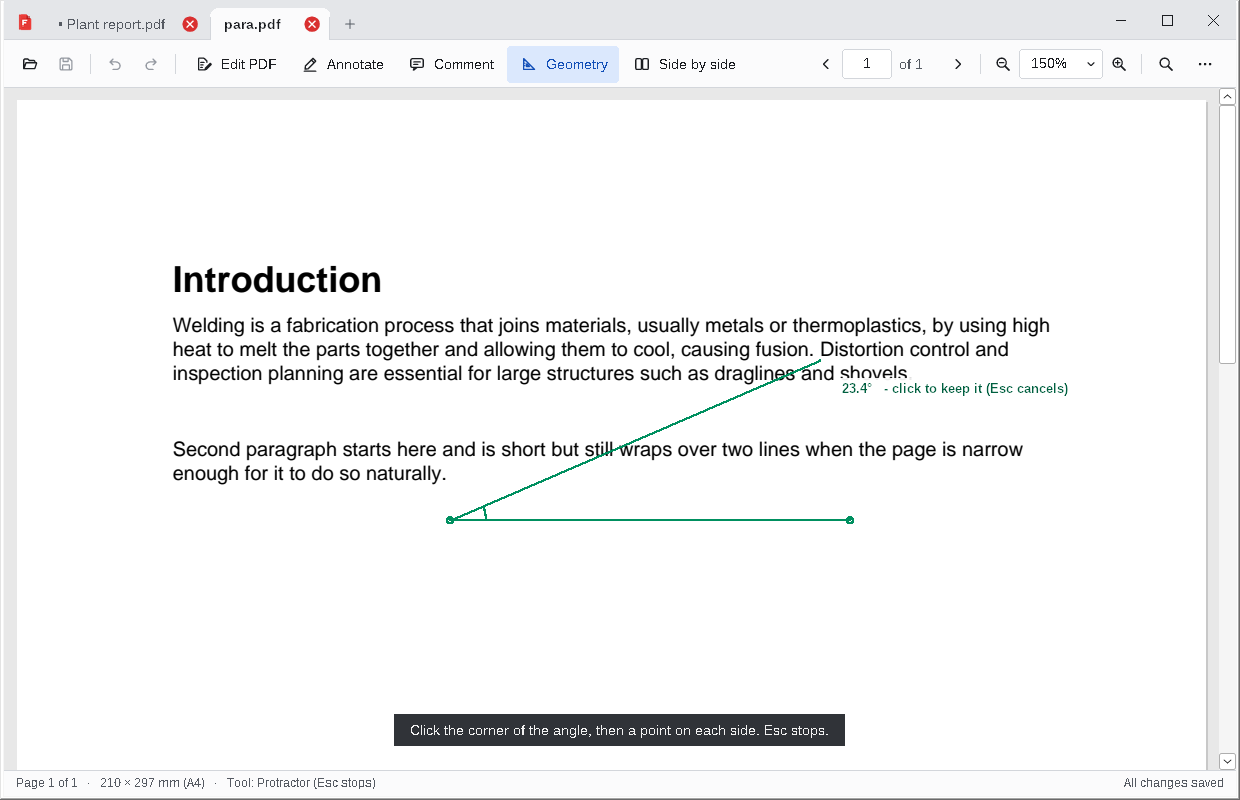 Plant report.pdf
para.pdf
Edit PDF
Annotate
Comment
Geometry
Side by side
1 of 1
150%
Introduction
Welding is a fabrication process that joins materials, usually metals or thermoplastics, by using high
heat to melt the parts together and allowing them to cool, causing fusion. Distortion control and
inspection planning are essential for large structures such as draglines and shovels.
23.4° - click to keep it (Esc cancels)
Second paragraph starts here and is short but still wraps over two lines when the page is narrow
enough for it to do so naturally.
Click the corner of the angle, then a point on each side. Esc stops.
Page 1 of 1 · 210 × 297 mm (A4) · Tool: Protractor (Esc stops)
All changes saved